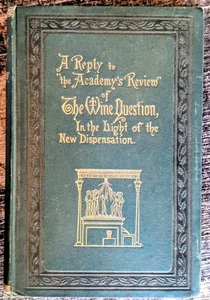 A Reply to
"the Academy's Review"
of
The Wine Question,
In the Light of the
New Dispensation.